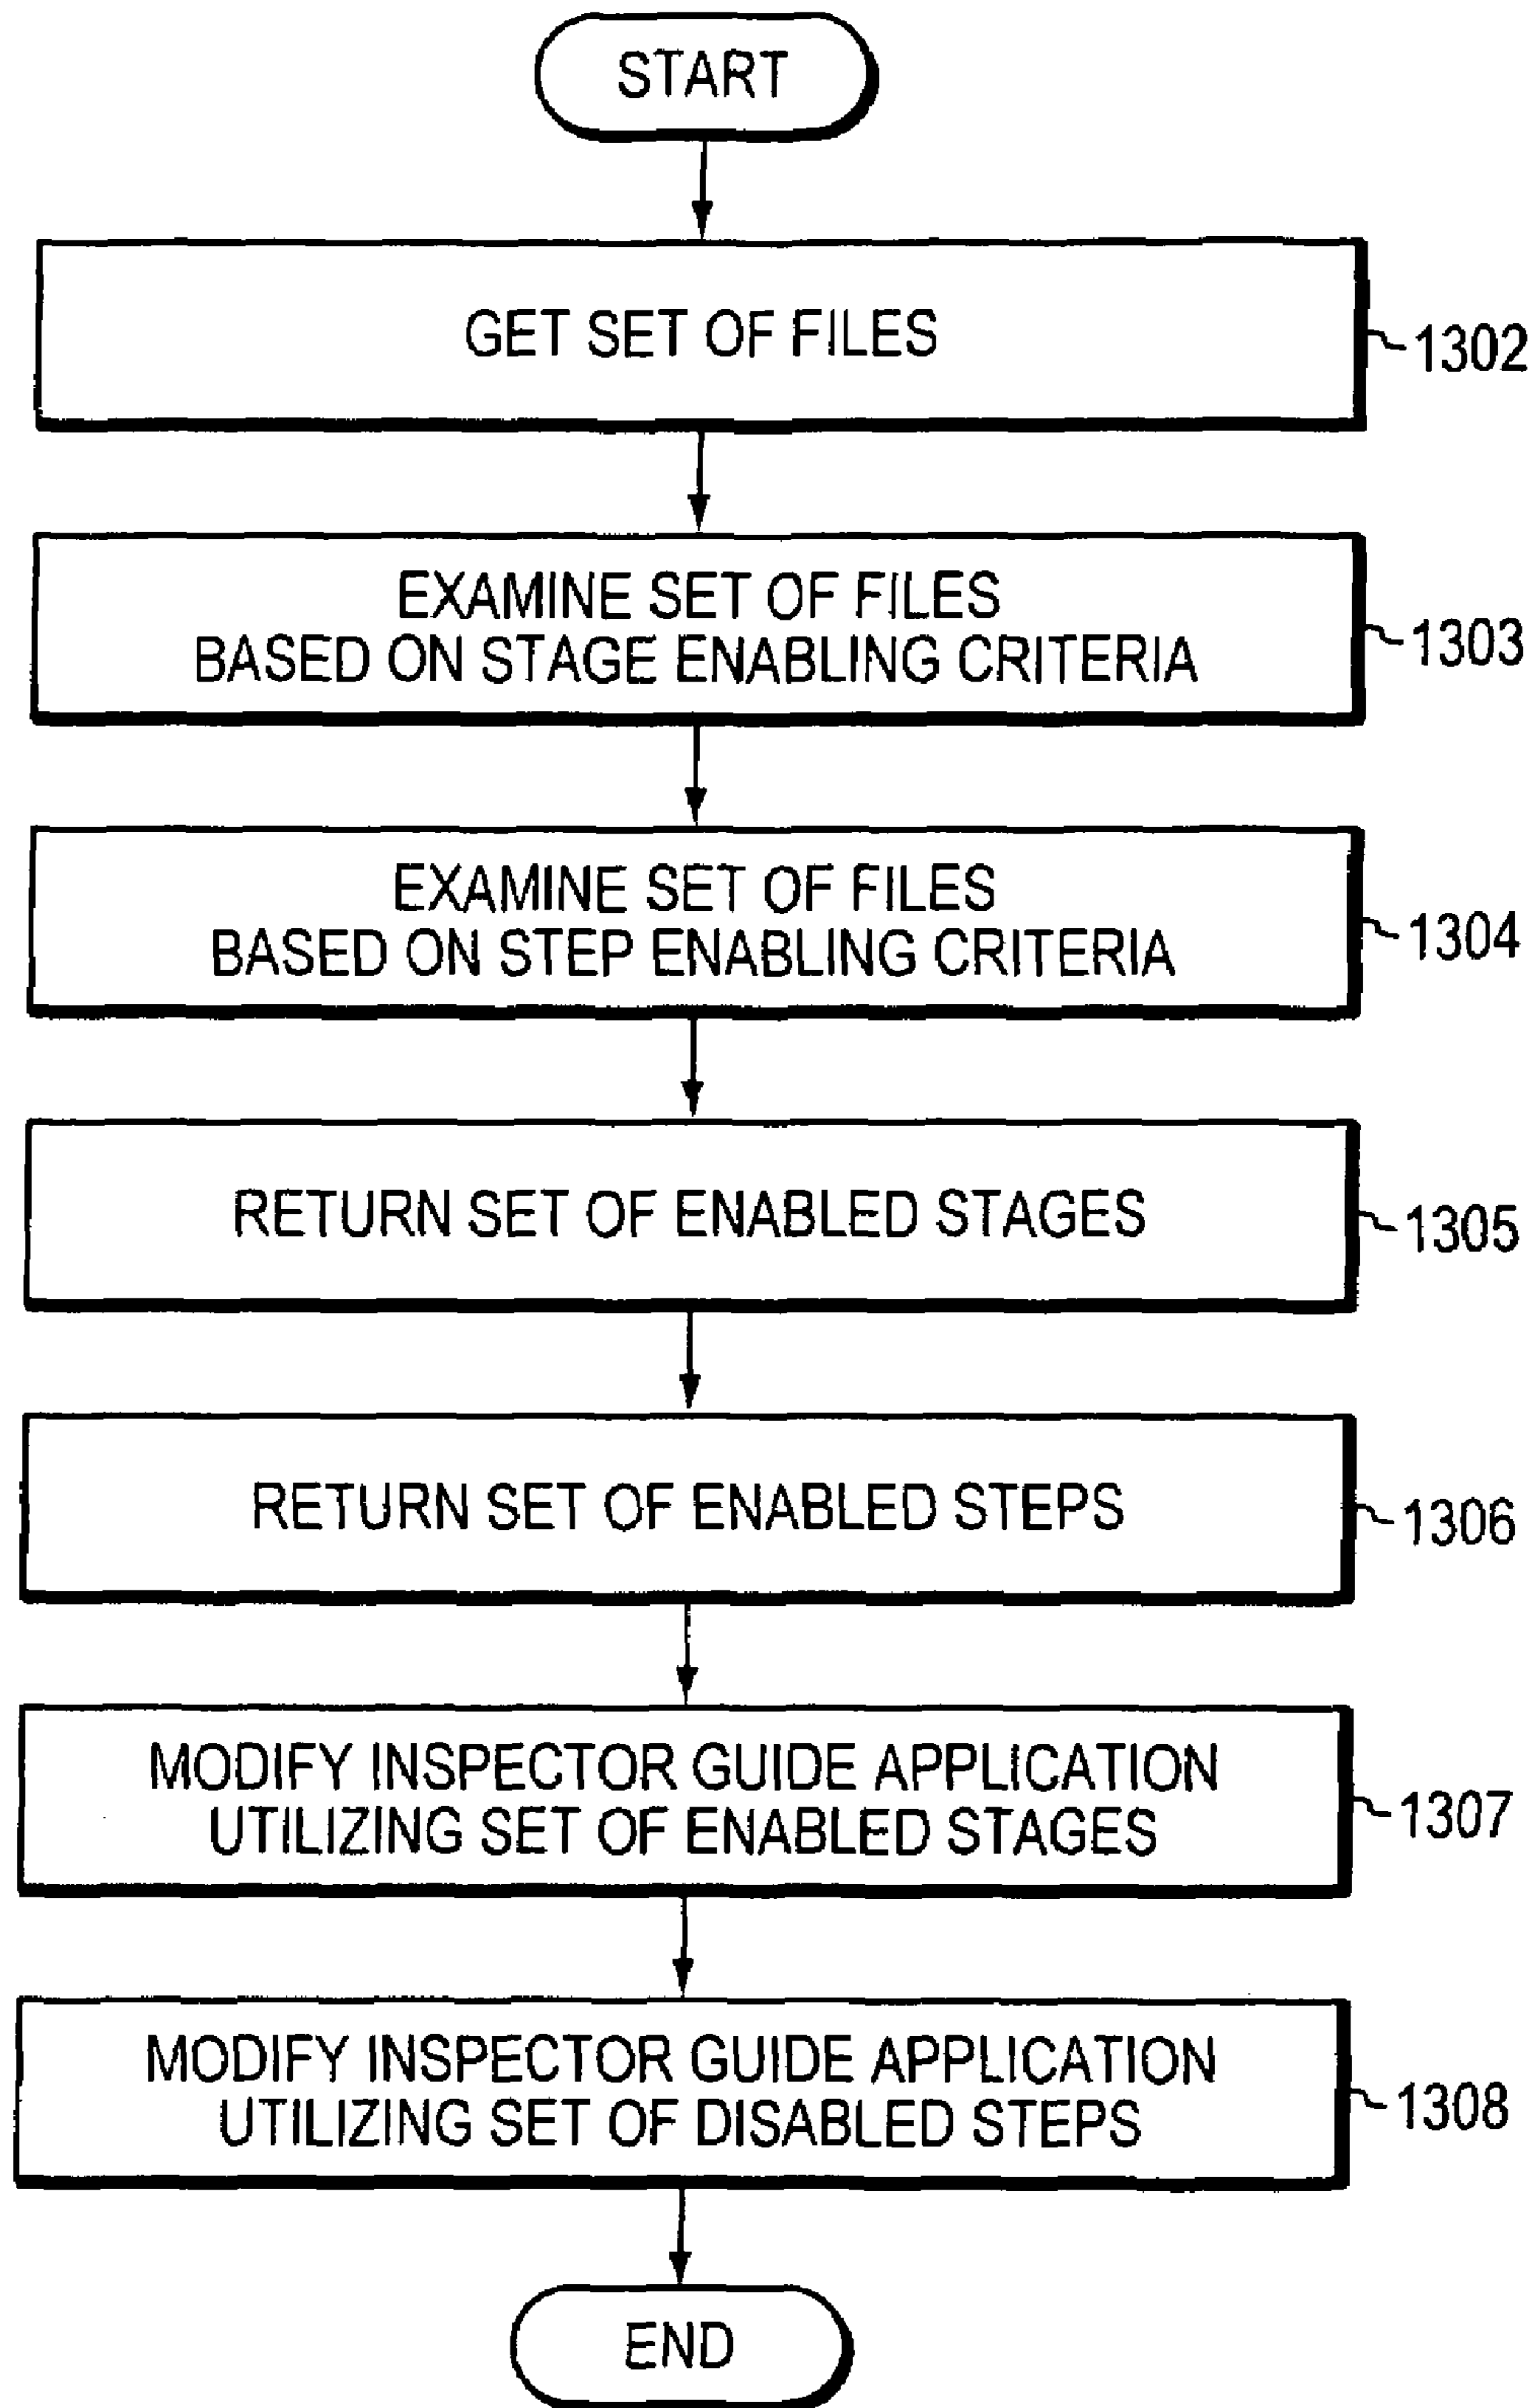 START
GET SET OF FILES
1302
EXAMINE SET OF FILES
BASED ON STAGE ENABLING CRITERIA
1303
EXAMINE SET OF FILES
BASED ON STEP ENABLING CRITERIA
1304
RETURN SET OF ENABLED STAGES
1305
RETURN SET OF ENABLED STEPS
1306
MODIFY INSPECTOR GUIDE APPLICATION
UTILIZING SET OF ENABLED STAGES
1307
MODIFY INSPECTOR GUIDE APPLICATION
UTILIZING SET OF DISABLED STEPS
1308
END